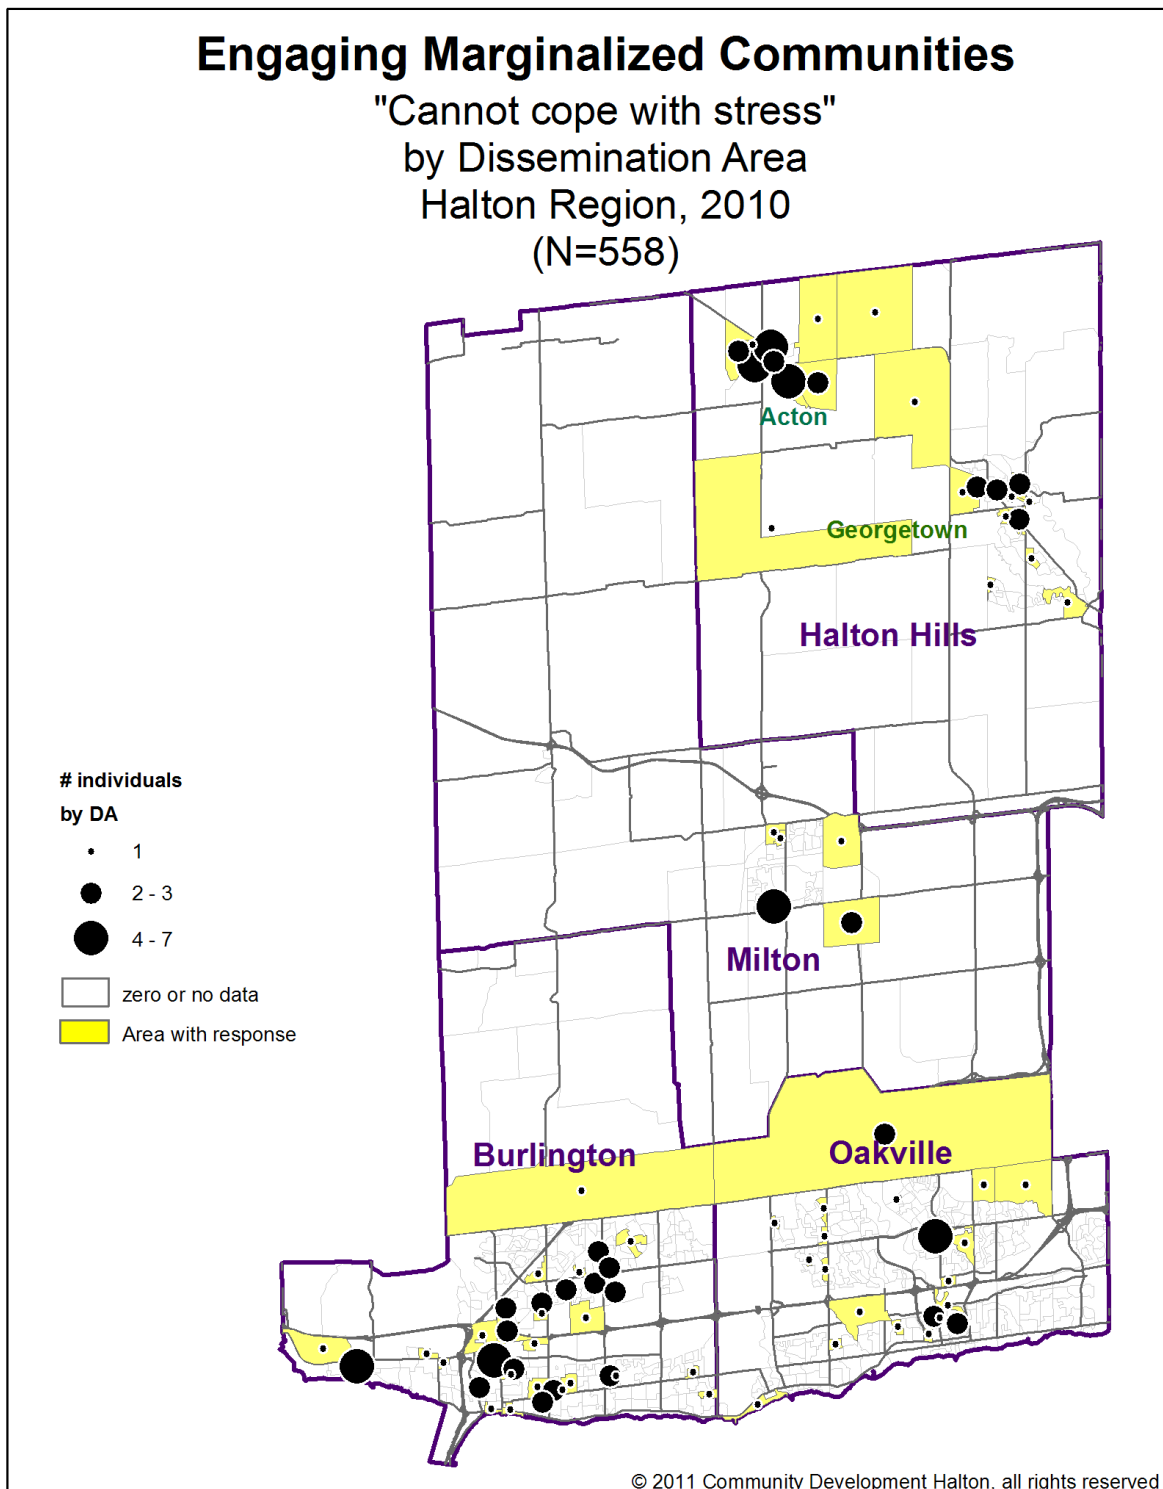 Engaging Marginalized Communities
"Cannot cope with stress"
by Dissemination Area
Halton Region, 2010
(N=558)
Acton
Georgetown
Halton Hills
# individuals
by DA
1
2 - 3
4 - 7
zero or no data
Area with response
Milton
Burlington
Oakville
© 2011 Community Development Halton, all rights reserved